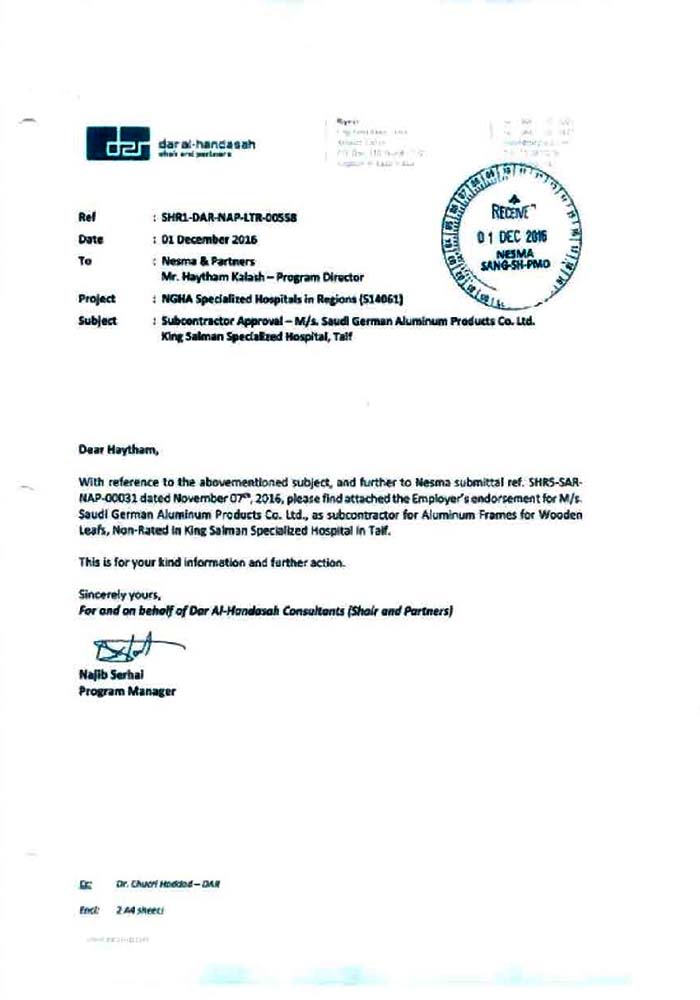 dar
dar al-handasah
shair and partners
Riyadh
Ref : SHR1-DAR-NAP-LTR-00558
Date : 01 December 2016
To : Nesma & Partners
Mr. Haytham Kalash – Program Director
Project : NGHA Specialized Hospitals in Regions (S14061)
Subject : Subcontractor Approval – M/s. Saudi German Aluminum Products Co. Ltd.
King Salman Specialized Hospital, Taif
RECEIVE
01 DEC 2016
NESMA
SANG-SH-PMO
Dear Haytham,
With reference to the abovementioned subject, and further to Nesma submittal ref. SHR5-SAR-
NAP-00031 dated November 07th, 2016, please find attached the Employer's endorsement for M/s.
Saudi German Aluminum Products Co. Ltd., as subcontractor for Aluminum Frames for Wooden
Leafs, Non-Rated in King Salman Specialized Hospital in Taif.
This is for your kind information and further action.
Sincerely yours,
For and on behalf of Dar Al-Handasah Consultants (Shair and Partners)
Najib Serhal
Program Manager
Cc: Dr. Chucri Haddad – DAR
Encl: 2 A4 sheets